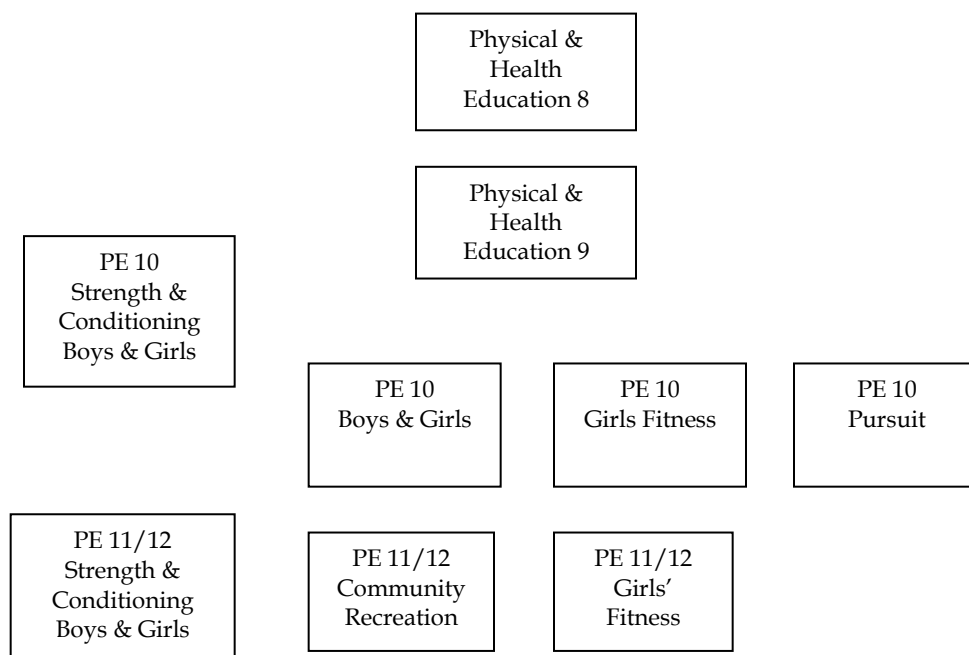 Physical &
Health
Education 8
Physical &
Health
Education 9
PE 10
Strength &
Conditioning
Boys & Girls
PE 10
Boys & Girls
PE 10
Girls Fitness
PE 10
Pursuit
PE 11/12
Strength &
Conditioning
Boys & Girls
PE 11/12
Community
Recreation
PE 11/12
Girls’
Fitness